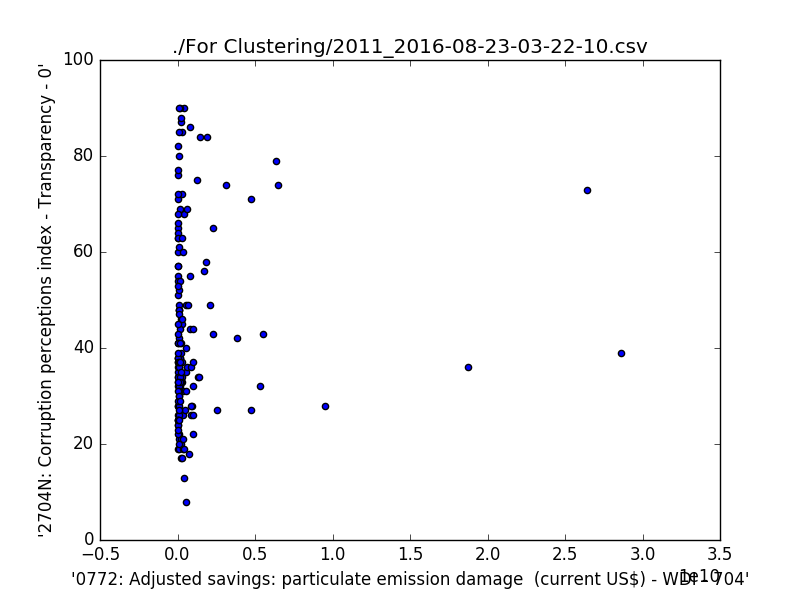 ./For Clustering/2011_2016-08-23-03-22-10.csv
'2704N: Corruption perceptions index - Transparency - 0'
100
80
60
40
20
0
−0.5 0.0 0.5 1.0 1.5 2.0 2.5 3.0 3.5
1e10
'0772: Adjusted savings: particulate emission damage (current US$) - WDI - 704'